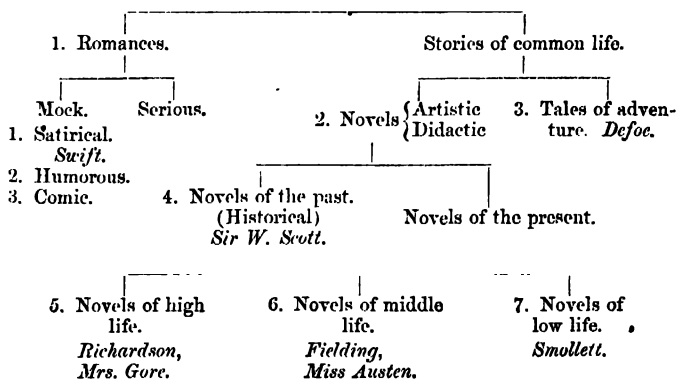 1. Romances.
Stories of common life.
Mock.
Serious.
1. Satirical.
Swift.
2. Humorous.
3. Comic.
2. Novels { Artistic
Didactic
3. Tales of adven-
ture. Defoe.
4. Novels of the past.
(Historical)
Sir W. Scott.
Novels of the present.
5. Novels of high
life.
Richardson,
Mrs. Gore.
6. Novels of middle
life.
Fielding,
Miss Austen.
7. Novels of
low life.
Smollett.